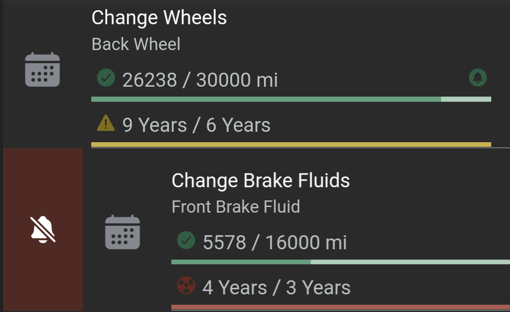 Change Wheels
Back Wheel
26238 / 30000 mi
9 Years / 6 Years
Change Brake Fluids
Front Brake Fluid
5578 / 16000 mi
4 Years / 3 Years